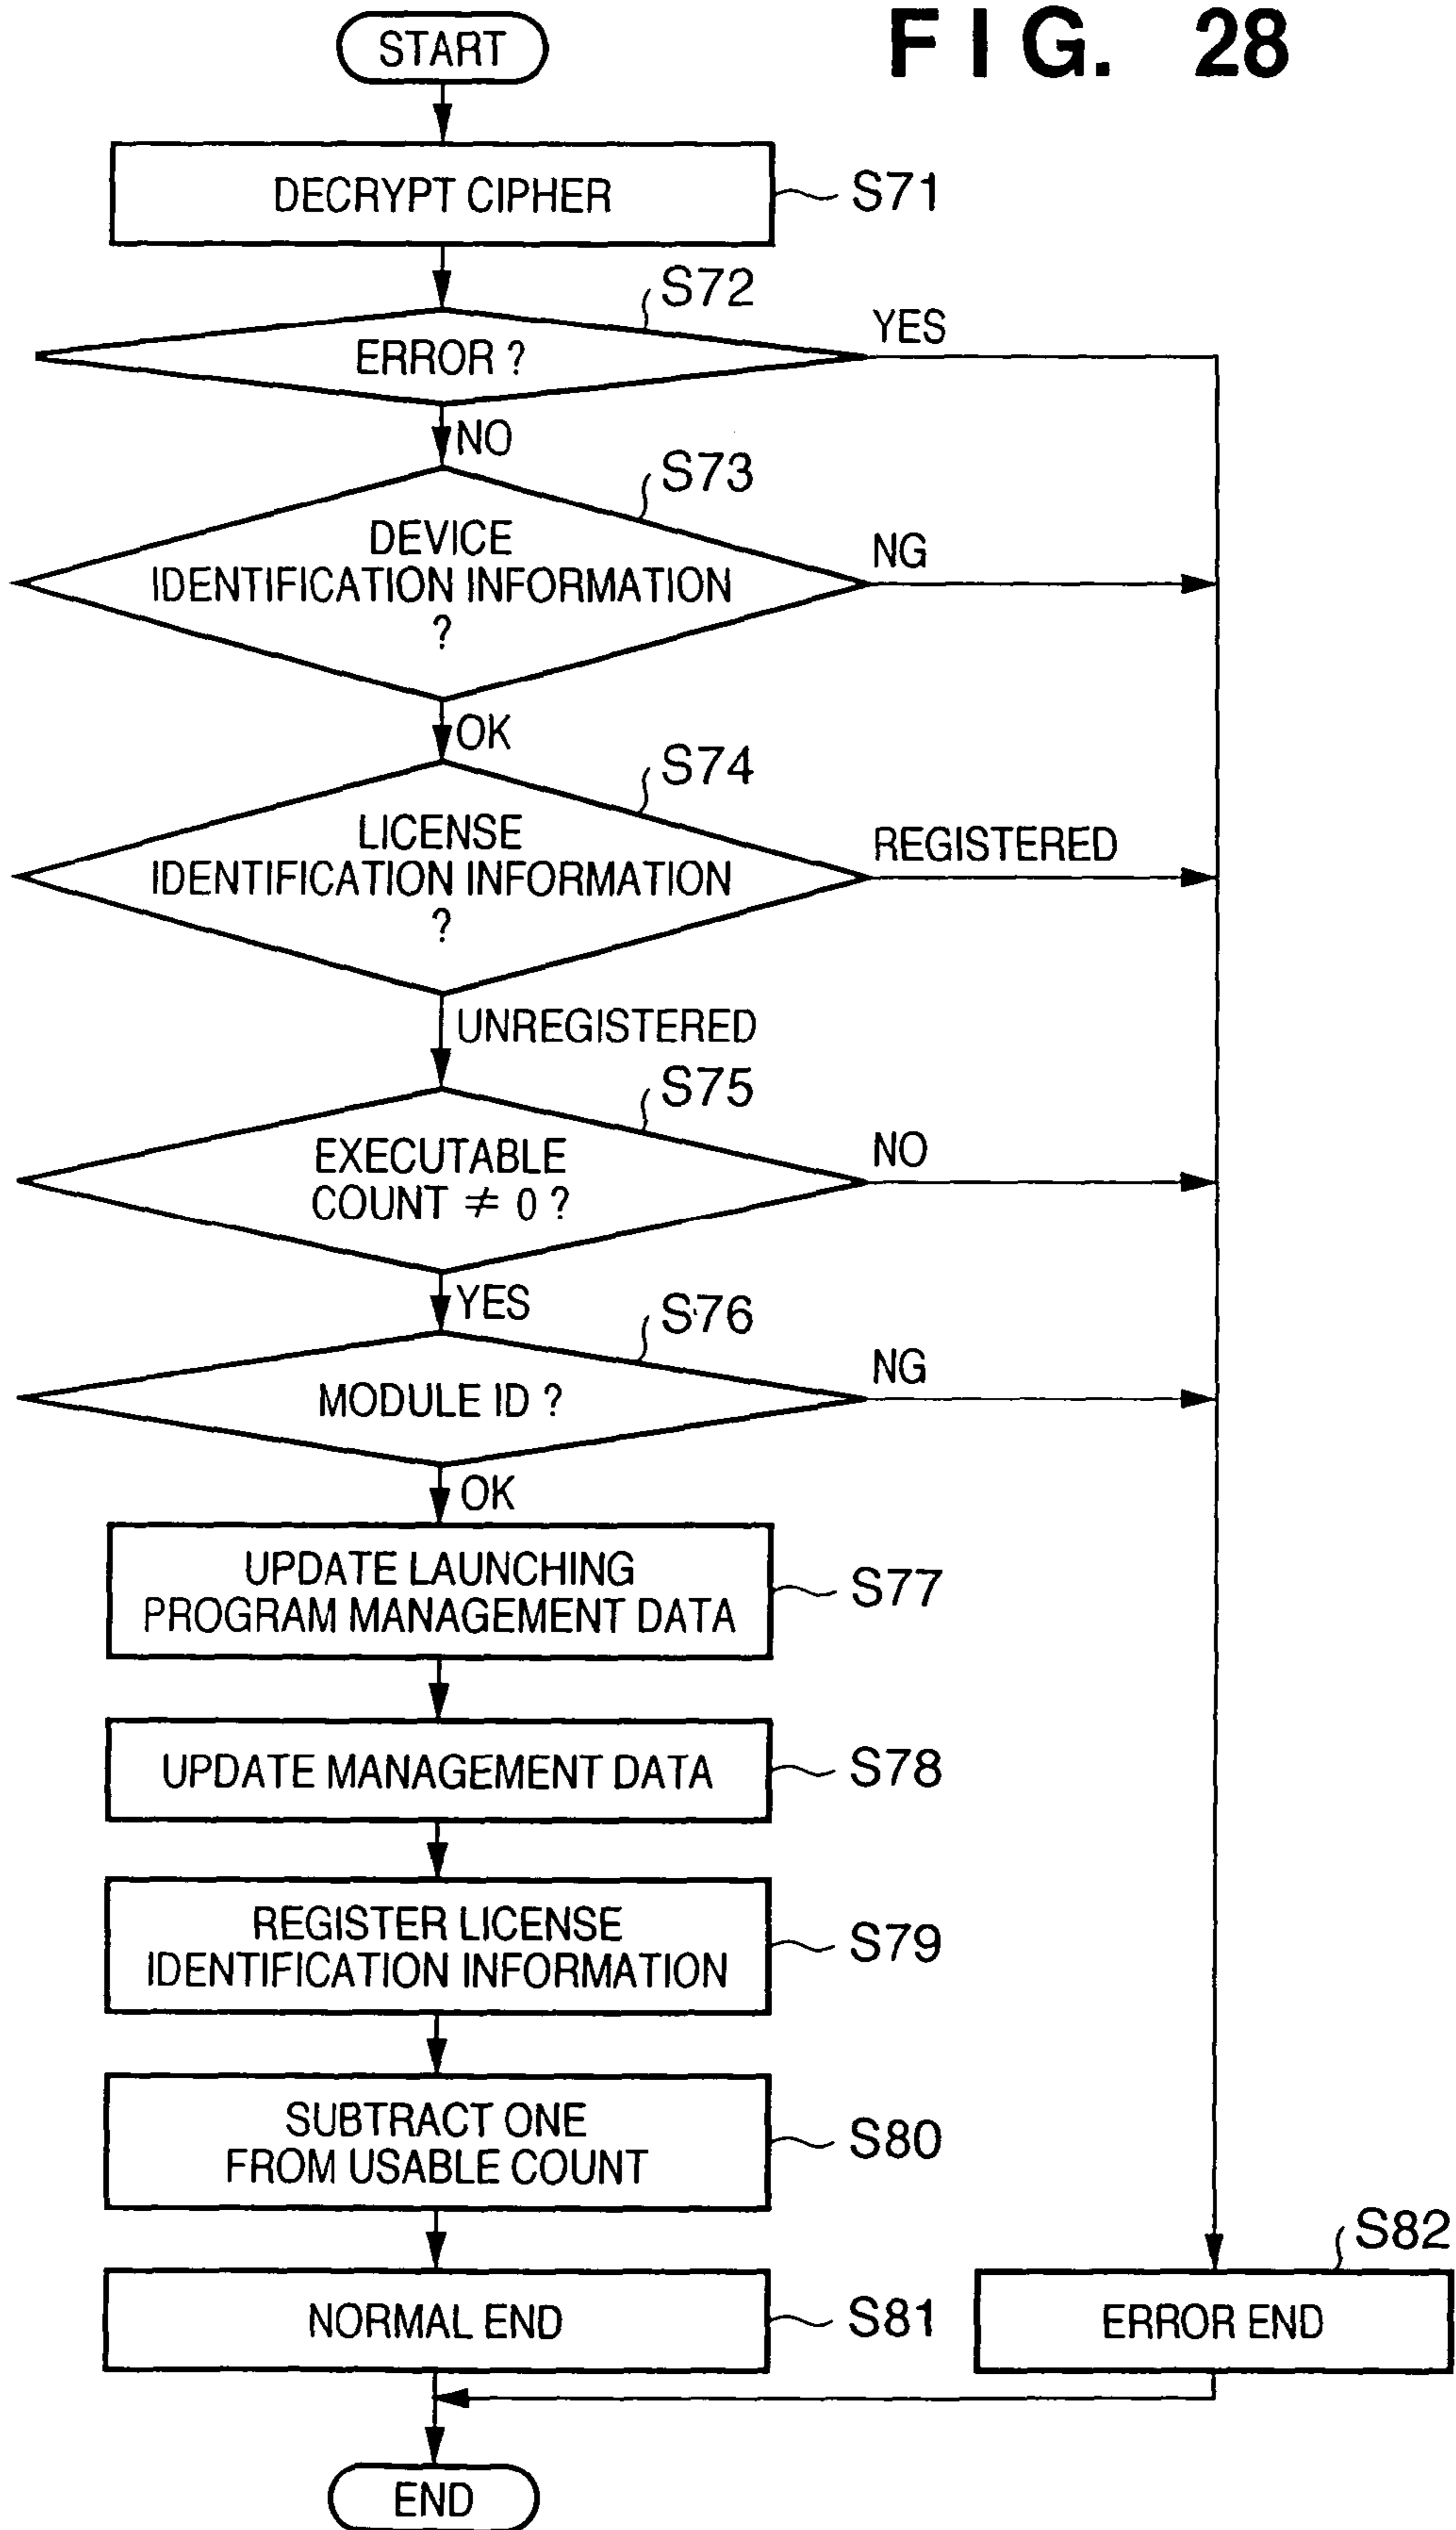 FIG. 28
START
DECRYPT CIPHER
S71
S72
ERROR ?
YES
NO
S73
DEVICE
IDENTIFICATION INFORMATION
?
NG
OK
S74
LICENSE
IDENTIFICATION INFORMATION
?
REGISTERED
UNREGISTERED
S75
EXECUTABLE
COUNT ≠ 0 ?
NO
YES
S76
MODULE ID ?
NG
OK
UPDATE LAUNCHING
PROGRAM MANAGEMENT DATA
S77
UPDATE MANAGEMENT DATA
S78
REGISTER LICENSE
IDENTIFICATION INFORMATION
S79
SUBTRACT ONE
FROM USABLE COUNT
S80
NORMAL END
S81
S82
ERROR END
END